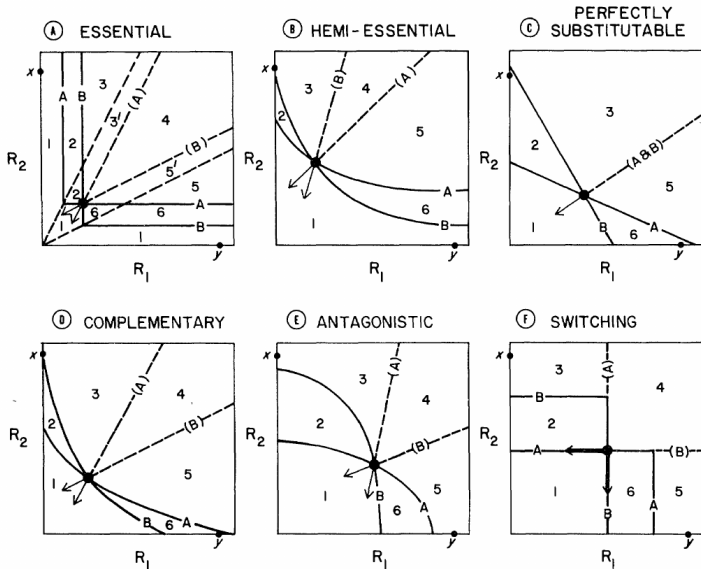 A ESSENTIAL
x
R2
A
B
1
2
3
3'
(A)
4
(B)
5'
5
2
1
6
6
A
B
1
y
R1
B HEMI-ESSENTIAL
x
2
3
(B)
4
(A)
5
1
6
A
B
y
R1
C PERFECTLY
SUBSTITUTABLE
x
R2
2
3
(A&B)
1
5
B
6
A
y
R1
D COMPLEMENTARY
x
R2
1
2
3
(A)
4
(B)
5
B
6
A
y
R1
E ANTAGONISTIC
x
2
3
(A)
4
(B)
1
B
6
A
5
y
R1
F SWITCHING
x
R2
3
(A)
4
B
2
A
(B)
1
B
6
A
5
y
R1